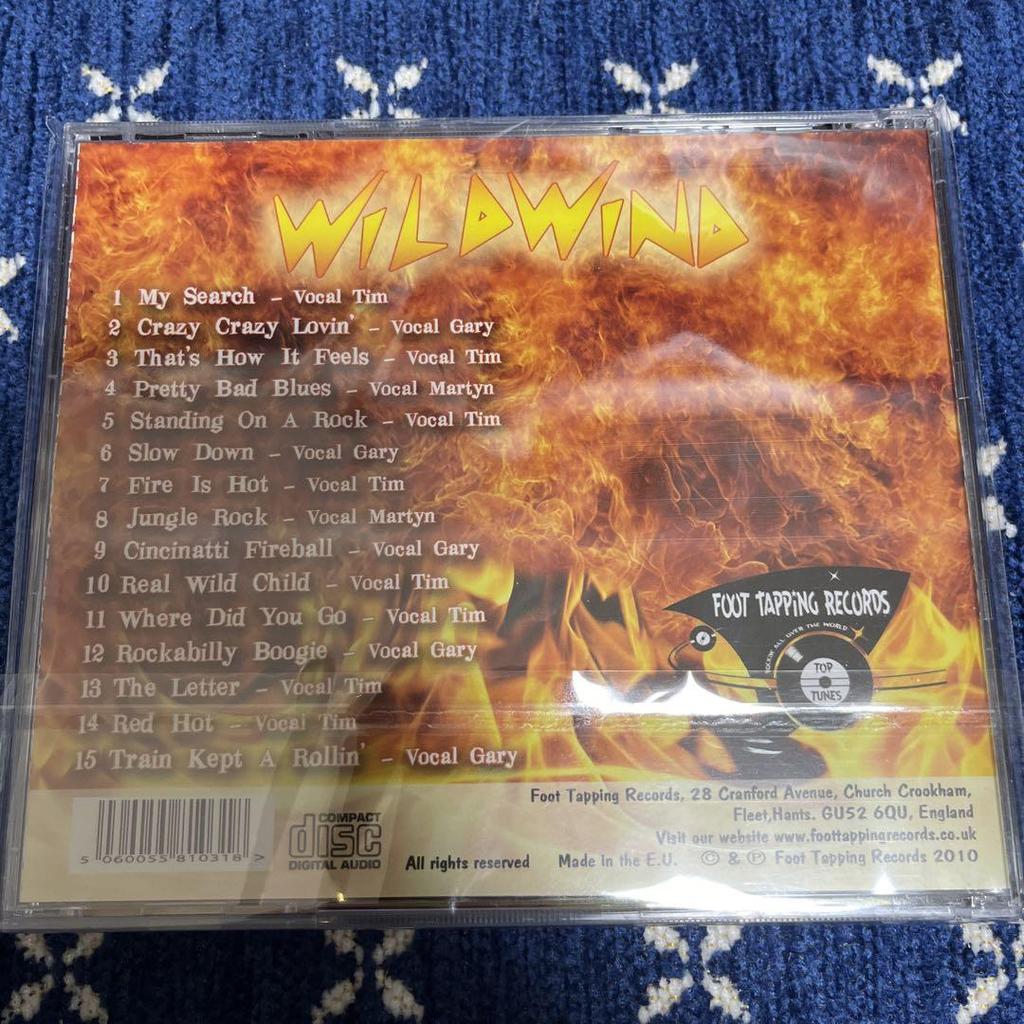 WILDWIND
1 My Search – Vocal Tim
2 Crazy Crazy Lovin' – Vocal Gary
3 That's How It Feels – Vocal Tim
4 Pretty Bad Blues – Vocal Martyn
5 Standing On A Rock – Vocal Tim
6 Slow Down – Vocal Gary
7 Fire Is Hot – Vocal Tim
8 Jungle Rock – Vocal Martyn
9 Cincinatti Fireball – Vocal Gary
10 Real Wild Child – Vocal Tim
11 Where Did You Go – Vocal Tim
12 Rockabilly Boogie – Vocal Gary
13 The Letter – Vocal Tim
14 Red Hot – Vocal Tim
15 Train Kept A Rollin' – Vocal Gary
FOOT TAPPING RECORDS
ROCKIN' ALL OVER THE WORLD
TOP
TUNES
Foot Tapping Records, 28 Cranford Avenue, Church Crookham,
Fleet,Hants. GU52 6QU, England
Visit our website www.foottappingrecords.co.uk
All rights reserved Made in the E.U. © & ℗ Foot Tapping Records 2010
COMPACT
disc
DIGITAL AUDIO
5 060055 810318 >